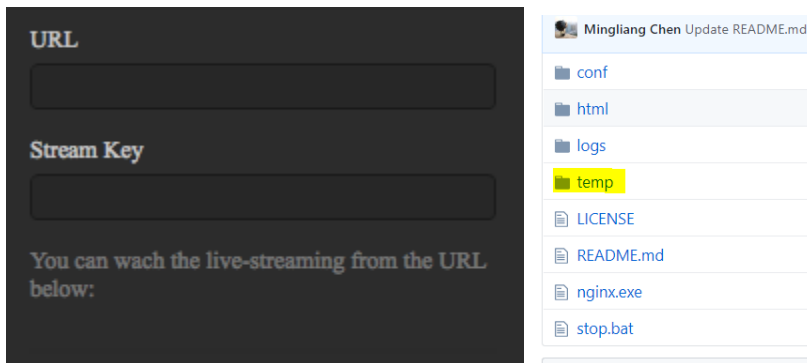 URL
Stream Key
You can wach the live-streaming from the URL
below:
Mingliang Chen Update README.md
conf
html
logs
temp
LICENSE
README.md
nginx.exe
stop.bat